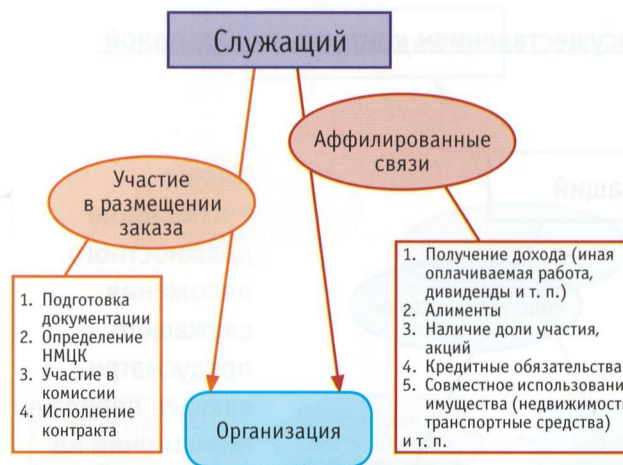 Служащий
Аффилированные
связи
Участие
в размещении
заказа
1. Подготовка
документации
2. Определение
НМЦК
3. Участие в
комиссии
4. Исполнение
контракта
1. Получение дохода (иная
оплачиваемая работа,
дивиденды и т. п.)
2. Алименты
3. Наличие доли участия,
акций
4. Кредитные обязательства
5. Совместное
имущества
транспортные средства)
и т. п.
Организация